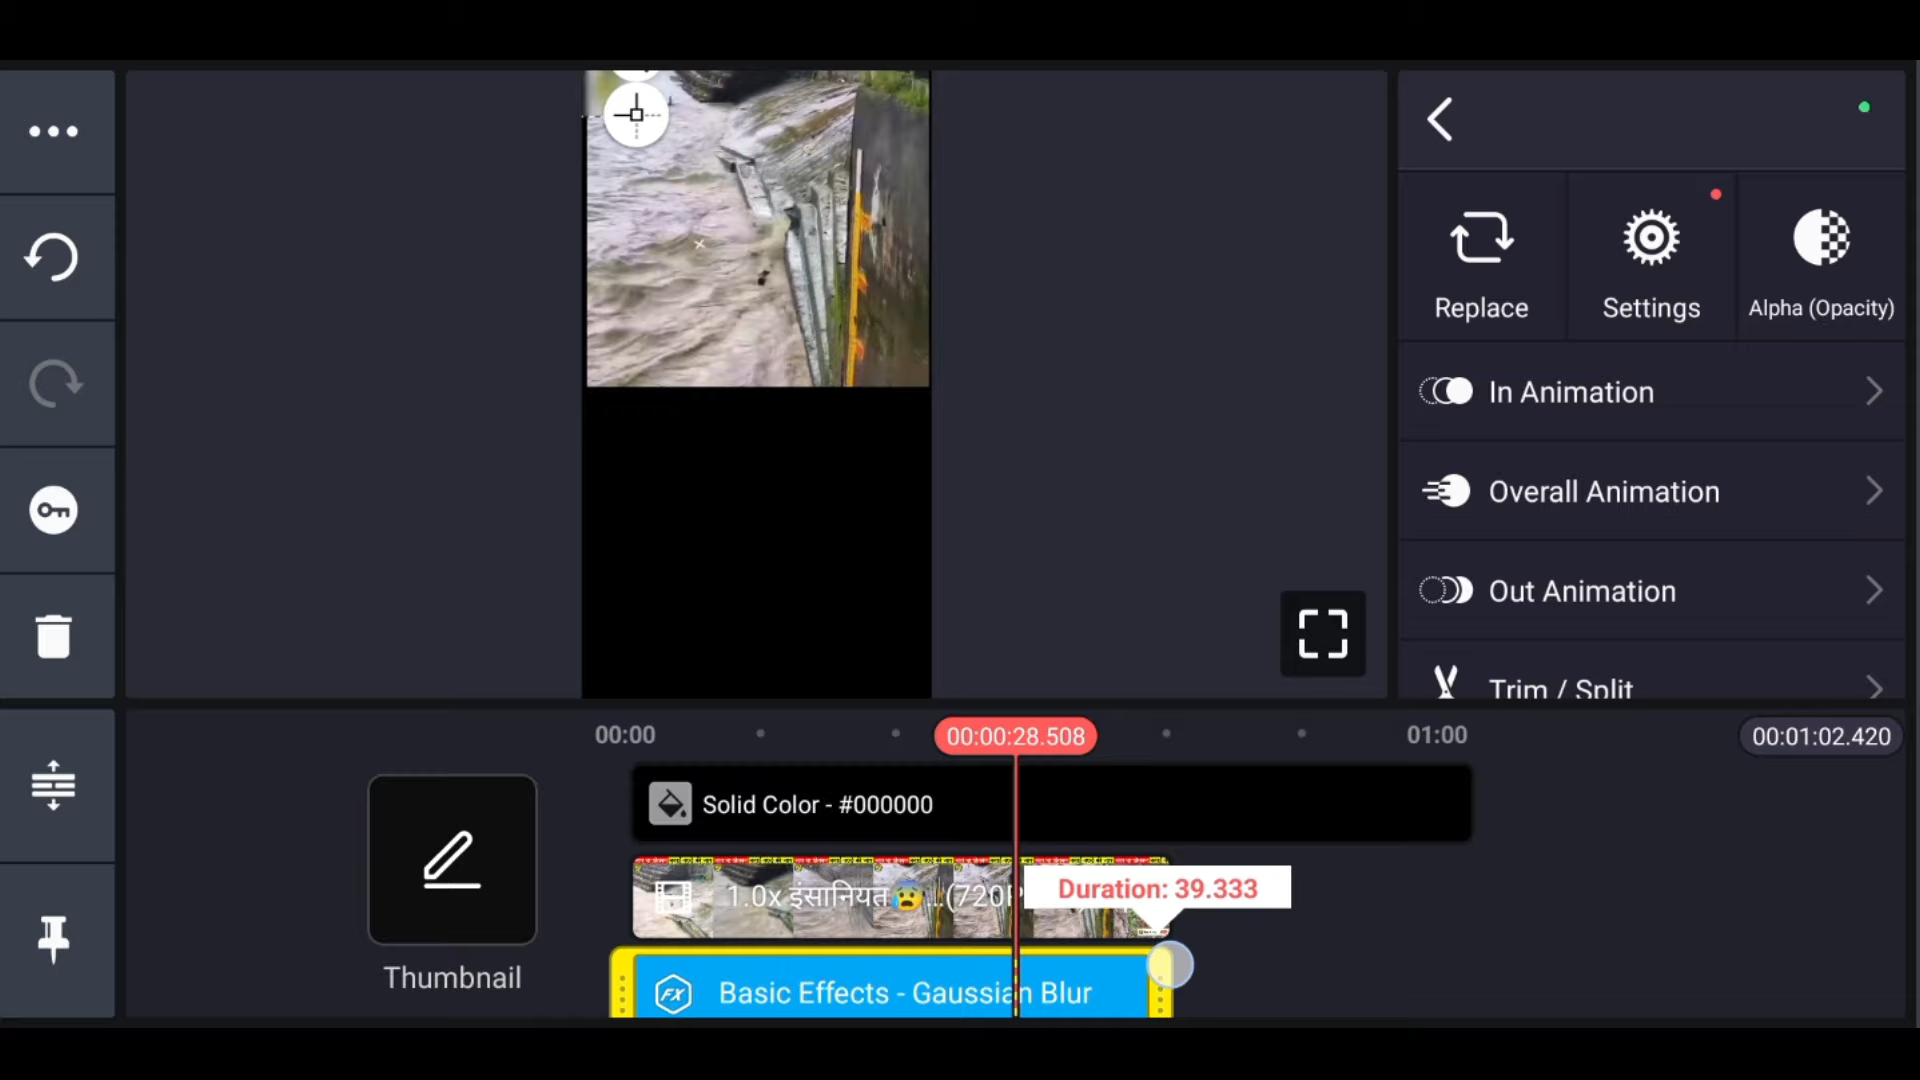 Replace
Settings
Alpha (Opacity)
In Animation
Overall Animation
Out Animation
Trim / Split
00:00
00:00:28.508
01:00
00:01:02.420
Solid Color - #000000
1.0x इंसानियत😰...(720P
Duration: 39.333
Thumbnail
FX
Basic Effects - Gaussian Blur